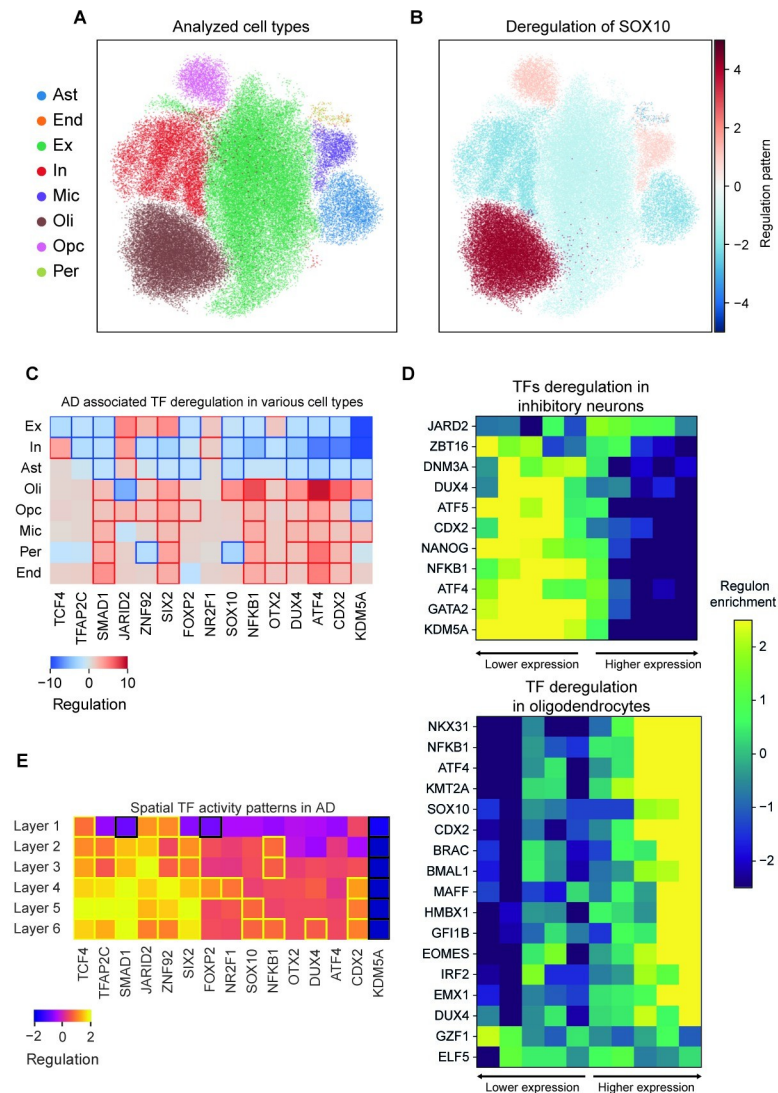 A
Analyzed cell types
Ast
End
Ex
In
Mic
Oli
Opc
Per
B
Deregulation of SOX10
4
2
0
−2
−4
Regulation pattern
C
AD associated TF deregulation in various cell types
Ex
In
Ast
Oli
Opc
Mic
Per
End
TCF4
TFAP2C
SMAD1
JARID2
ZNF92
SIX2
FOXP2
NR2F1
SOX10
NFKB1
OTX2
DUX4
ATF4
CDX2
KDM5A
−10 0 10
Regulation
D
TFs deregulation in
inhibitory neurons
JARD2
ZBT16
DNM3A
DUX4
ATF5
CDX2
NANOG
NFKB1
ATF4
GATA2
KDM5A
Lower expression Higher expression
TF deregulation
in oligodendrocytes
NKX31
NFKB1
ATF4
KMT2A
SOX10
CDX2
BRAC
BMAL1
MAFF
HMBX1
GFI1B
EOMES
IRF2
EMX1
DUX4
GZF1
ELF5
Lower expression Higher expression
Regulon
enrichment
2
1
0
−1
−2
E
Spatial TF activity patterns in AD
Layer 1
Layer 2
Layer 3
Layer 4
Layer 5
Layer 6
TCF4
TFAP2C
SMAD1
JARID2
ZNF92
SIX2
FOXP2
NR2F1
SOX10
NFKB1
OTX2
DUX4
ATF4
CDX2
KDM5A
−2 0 2
Regulation